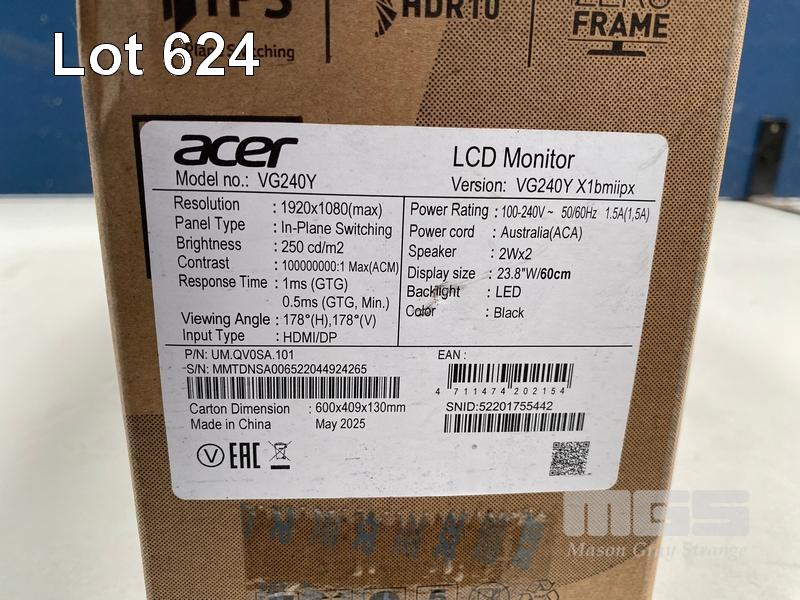 IPS
HDR10
ZERO
FRAME
Lot 624
Switching
acer
LCD Monitor
Model no.: VG240Y
Version: VG240Y X1bmiipx
Resolution : 1920x1080(max)
Panel Type : In-Plane Switching
Brightness : 250 cd/m2
Contrast : 100000000:1 Max(ACM)
Response Time : 1ms (GTG)
0.5ms (GTG, Min.)
Viewing Angle : 178°(H),178°(V)
Input Type : HDMI/DP
Power Rating : 100-240V ~ 50/60Hz 1.5A(1,5A)
Power cord : Australia(ACA)
Speaker : 2Wx2
Display size : 23.8"W/60cm
Backlight : LED
Color : Black
P/N: UM.QV0SA.101
S/N: MMTDNSA006522044924265
EAN :
4 711474 202154
Carton Dimension : 600x409x130mm
SNID:52201755442
Made in China May 2025
V EAC
MGS
Mason Gray Strange